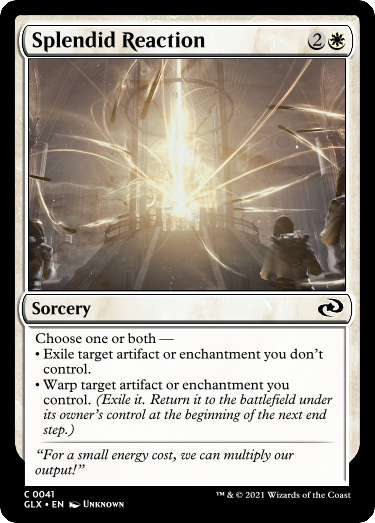 Splendid Reaction 2
Sorcery
Choose one or both —
• Exile target artifact or enchantment you don’t
control.
• Warp target artifact or enchantment you
control. (Exile it. Return it to the battlefield under
its owner’s control at the beginning of the next end
step.)
“For a small energy cost, we can multiply our
output!”
C 0041
GLX • EN Unknown
™ & © 2021 Wizards of the Coast